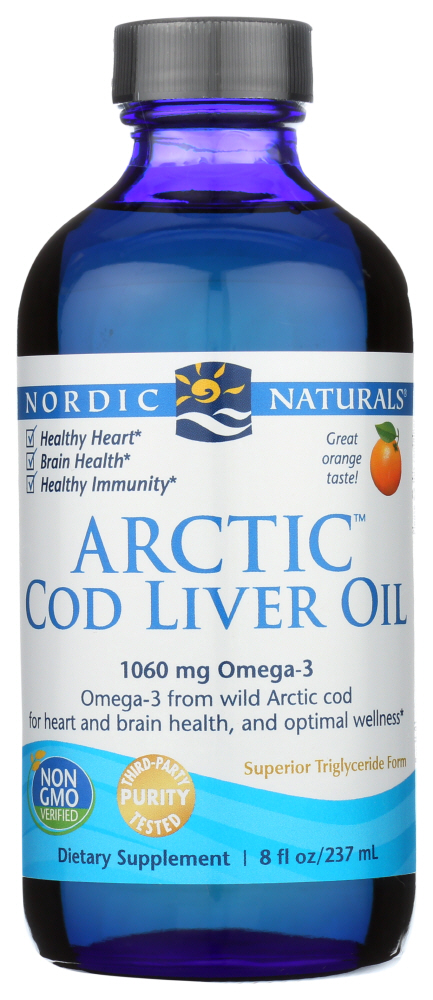 NORDIC NATURALS®
Healthy Heart*
Brain Health*
Healthy Immunity*
Great
orange
taste!
ARCTIC™
COD LIVER OIL
1060 mg Omega-3
Omega-3 from wild Arctic cod
for heart and brain health, and optimal wellness*
Superior Triglyceride Form
NON
GMO
VERIFIED
THIRD-PARTY
PURITY
TESTED
Dietary Supplement | 8 fl oz/237 mL